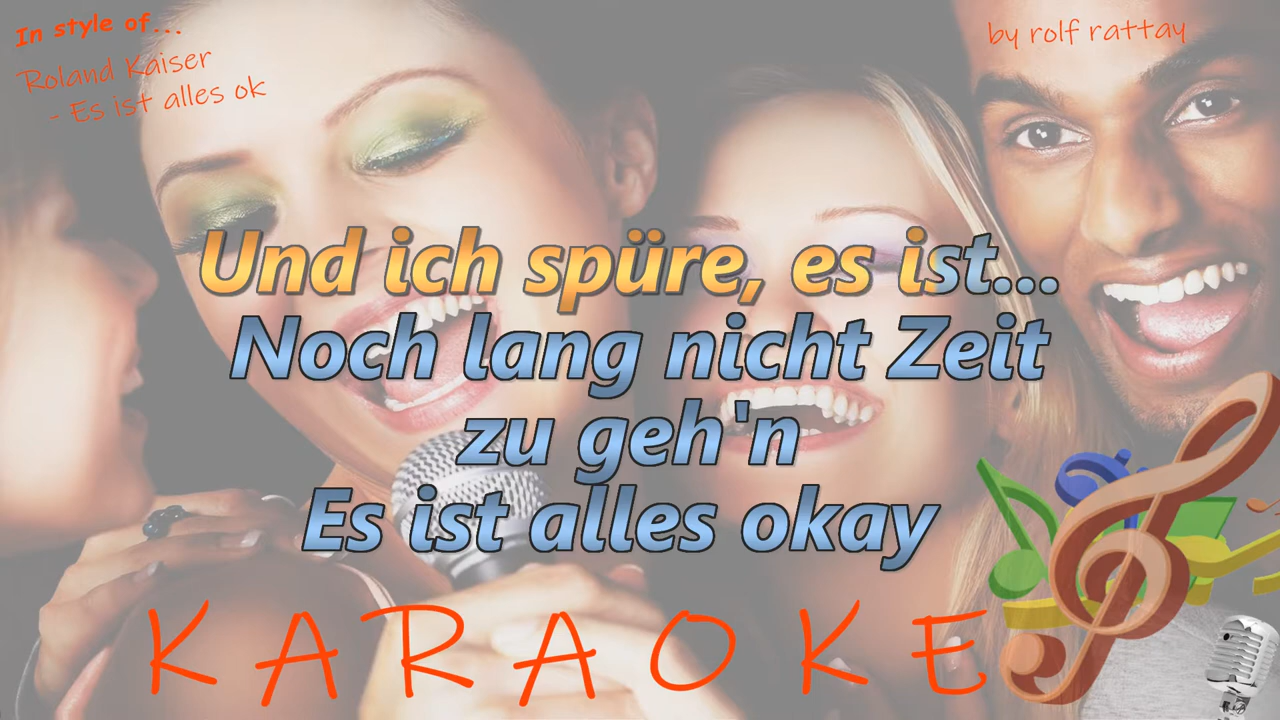 In style of...
Roland Kaiser
- Es ist alles ok
by rolf rattay
Und ich spüre, es ist...
Noch lang nicht Zeit
zu geh'n
Es ist alles okay
KARAOKE